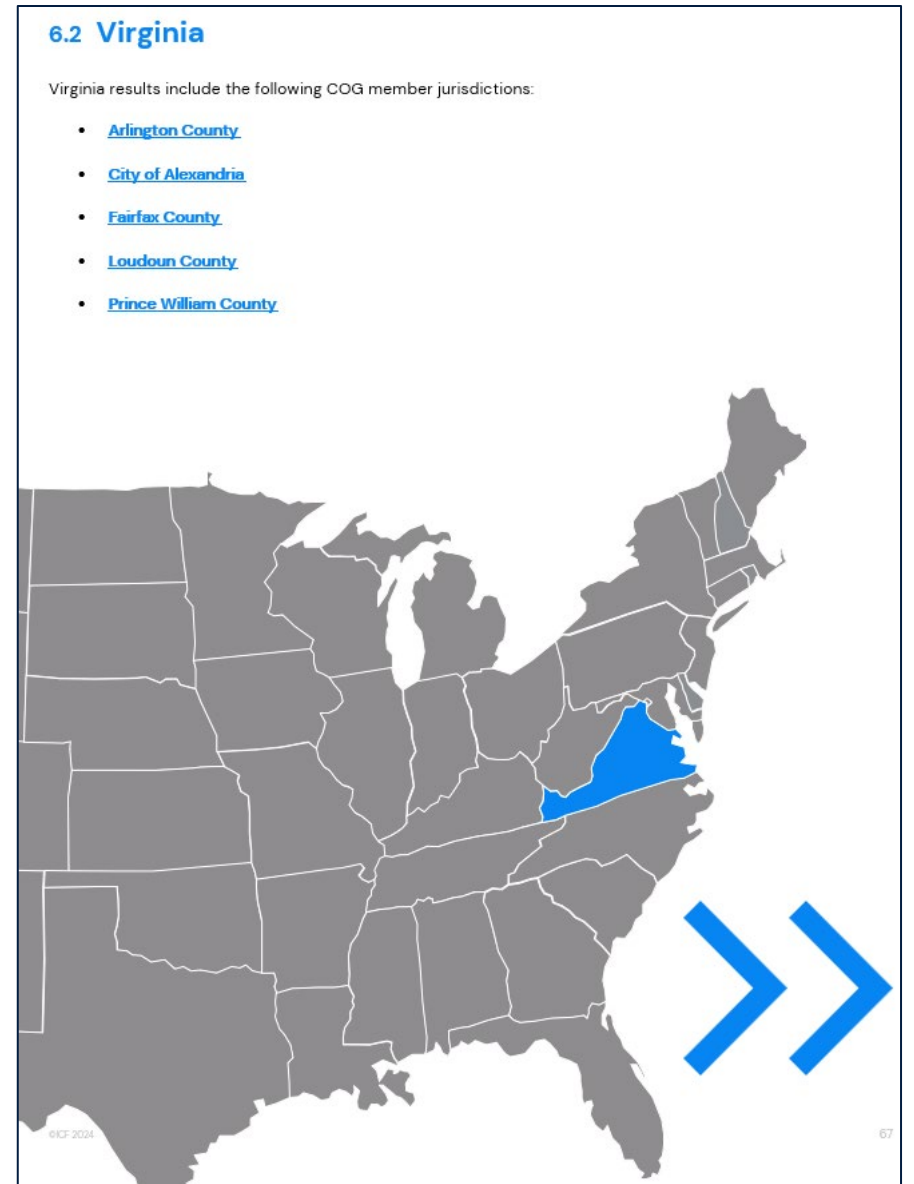 6.2 Virginia
Virginia results include the following COG member jurisdictions:
• Arlington County
• City of Alexandria
• Fairfax County
• Loudoun County
• Prince William County
©ICF 2024
67